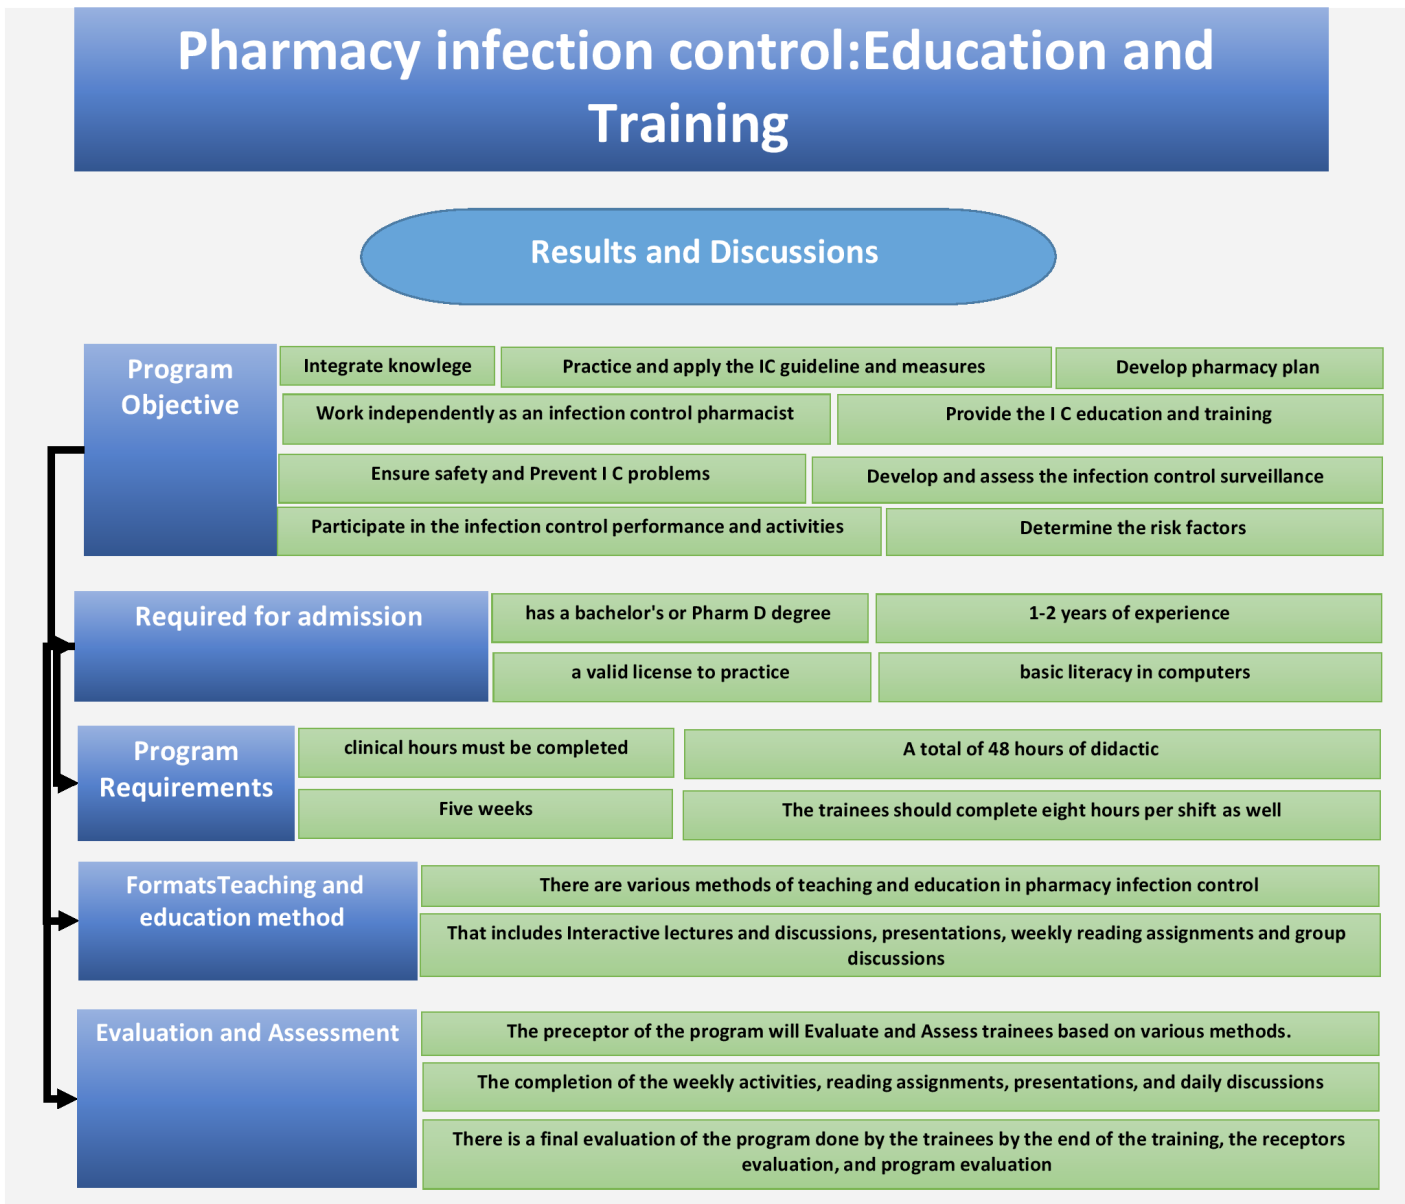 Pharmacy infection control:Education and
Training
Results and Discussions
Program
Objective
Integrate knowlege
Practice and apply the IC guideline and measures
Develop pharmacy plan
Work independently as an infection control pharmacist
Provide the I C education and training
Ensure safety and Prevent I C problems
Develop and assess the infection control surveillance
Participate in the infection control performance and activities
Determine the risk factors
Required for admission
has a bachelor's or Pharm D degree
1-2 years of experience
a valid license to practice
basic literacy in computers
Program
Requirements
clinical hours must be completed
A total of 48 hours of didactic
Five weeks
The trainees should complete eight hours per shift as well
FormatsTeaching and
education method
There are various methods of teaching and education in pharmacy infection control
That includes Interactive lectures and discussions, presentations, weekly reading assignments and group
discussions
Evaluation and Assessment
The preceptor of the program will Evaluate and Assess trainees based on various methods.
The completion of the weekly activities, reading assignments, presentations, and daily discussions
There is a final evaluation of the program done by the trainees by the end of the training, the receptors
evaluation, and program evaluation